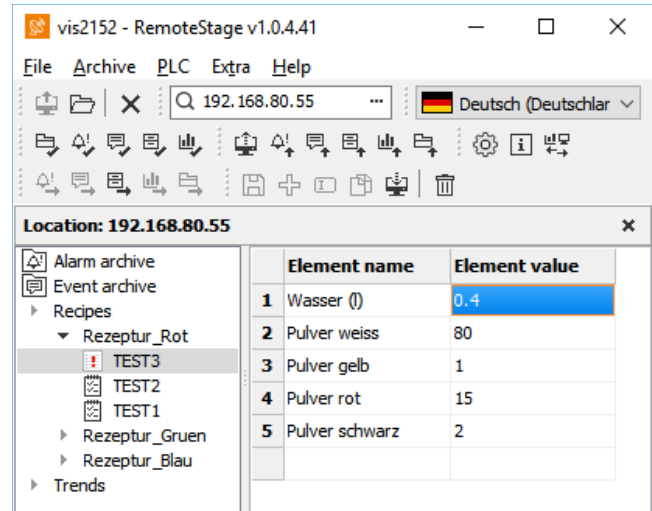 vis2152 - RemoteStage v1.0.4.41
File Archive PLC Extra Help
192.168.80.55 ... Deutsch (Deutschlar
Location: 192.168.80.55
Alarm archive
Event archive
Recipes
Rezeptur_Rot
TEST3
TEST2
TEST1
Rezeptur_Gruen
Rezeptur_Blau
Trends
Element name Element value
1 Wasser (l) 0.4
2 Pulver weiss 80
3 Pulver gelb 1
4 Pulver rot 15
5 Pulver schwarz 2